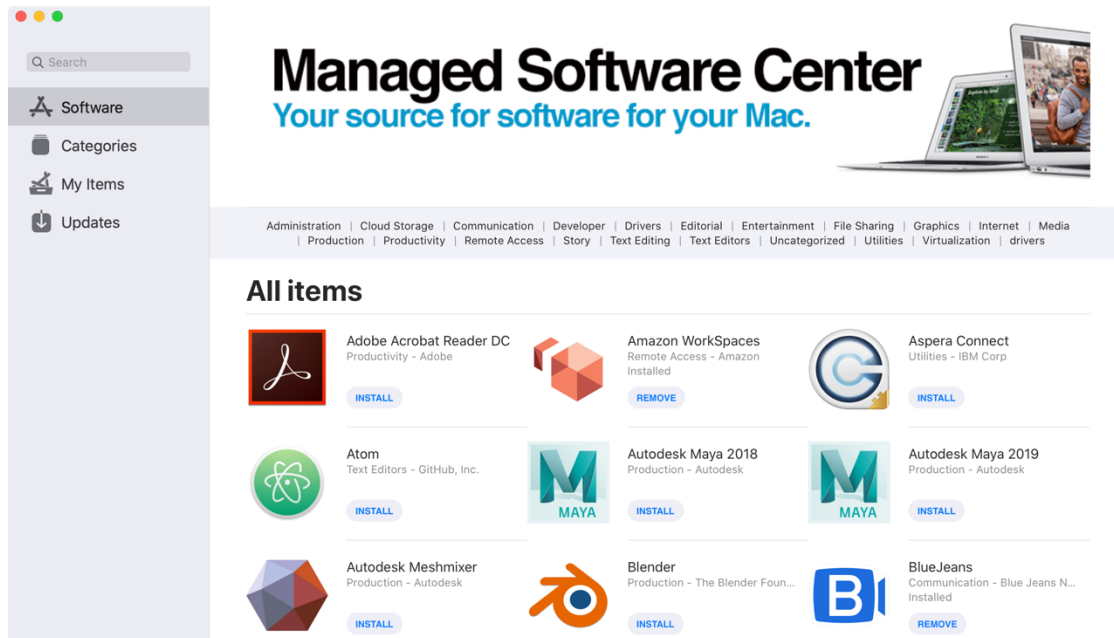 Search
Software
Categories
My Items
Updates
Managed Software Center
Your source for software for your Mac.
Administration | Cloud Storage | Communication | Developer | Drivers | Editorial | Entertainment | File Sharing | Graphics | Internet | Media
| Production | Productivity | Remote Access | Story | Text Editing | Text Editors | Uncategorized | Utilities | Virtualization | drivers
All items
Adobe Acrobat Reader DC
Productivity - Adobe
INSTALL
Amazon WorkSpaces
Remote Access - Amazon
Installed
REMOVE
Aspera Connect
Utilities - IBM Corp
INSTALL
Atom
Text Editors - GitHub, Inc.
INSTALL
MAYA
Autodesk Maya 2018
Production - Autodesk
INSTALL
MAYA
Autodesk Maya 2019
Production - Autodesk
INSTALL
Autodesk Meshmixer
Production - Autodesk
INSTALL
Blender
Production - The Blender Foun...
INSTALL
B
BlueJeans
Communication - Blue Jeans N...
Installed
REMOVE